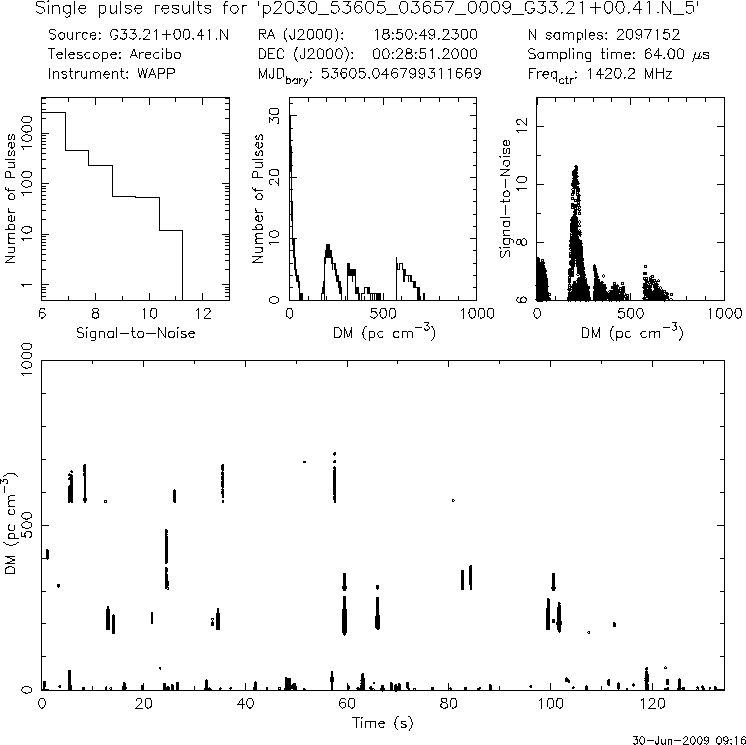 Single pulse results for 'p2030_53605_03657_0009_G33.21+00.41.N_5'
Source: G33.21+00.41.N RA (J2000): 18:50:49.2300 N samples: 2097152
Telescope: Arecibo DEC (J2000): 00:28:51.2000 Sampling time: 64.00 μs
Instrument: WAPP MJDbary: 53605.046799311669 Freqctr: 1420.2 MHz
Number of Pulses
1000
100
10
1
6 8 10 12
Signal-to-Noise
Number of Pulses
30
20
10
0
0 500 1000
DM (pc cm-3)
Signal-to-Noise
12
10
8
6
0 500 1000
DM (pc cm-3)
DM (pc cm-3)
1000
500
0
0 20 40 60 80 100 120
Time (s)
30-Jun-2009 09:16